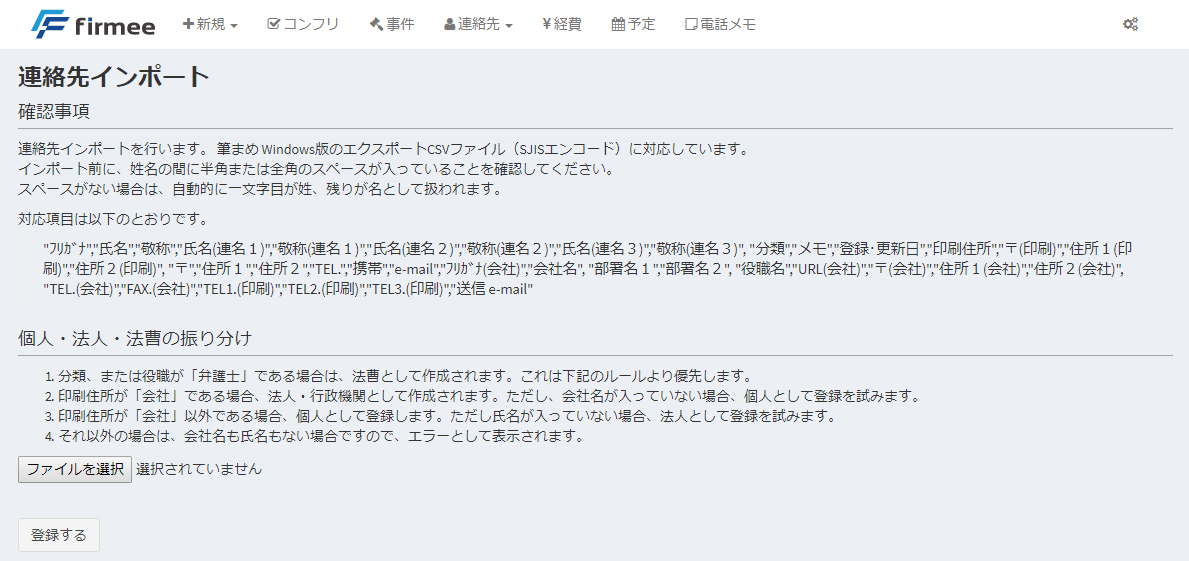 firmee 新規 コンフリ 事件 連絡先 ¥経費 予定 電話メモ
連絡先インポート
確認事項
連絡先インポートを行います。 筆まめ Windows版のエクスポートCSVファイル（SJISエンコード）に対応しています。
インポート前に、姓名の間に半角または全角のスペースが入っていることを確認してください。
スペースがない場合は、自動的に一文字目が姓、残りが名として扱われます。
対応項目は以下のとおりです。
"ﾌﾘｶﾞﾅ","氏名","敬称","氏名(連名１)","敬称(連名１)","氏名(連名２)","敬称(連名２)","氏名(連名３)","敬称(連名３)", "分類","メモ","登録･更新日","印刷住所","〒(印刷)","住所１(印
刷)","住所２(印刷)", "〒","住所１","住所２","TEL.","携帯","e-mail","ﾌﾘｶﾞﾅ(会社)","会社名", "部署名１","部署名２", "役職名","URL(会社)","〒(会社)","住所１(会社)","住所２(会社)",
"TEL.(会社)","FAX.(会社)","TEL1.(印刷)","TEL2.(印刷)","TEL3.(印刷)","送信 e-mail"
個人・法人・法曹の振り分け
1. 分類、または役職が「弁護士」である場合は、法曹として作成されます。これは下記のルールより優先します。
2. 印刷住所が「会社」である場合、法人・行政機関として作成されます。ただし、会社名が入っていない場合、個人として登録を試みます。
3. 印刷住所が「会社」以外である場合、個人として登録します。ただし氏名が入っていない場合、法人として登録を試みます。
4. それ以外の場合は、会社名も氏名もない場合ですので、エラーとして表示されます。
ファイルを選択 選択されていません
登録する